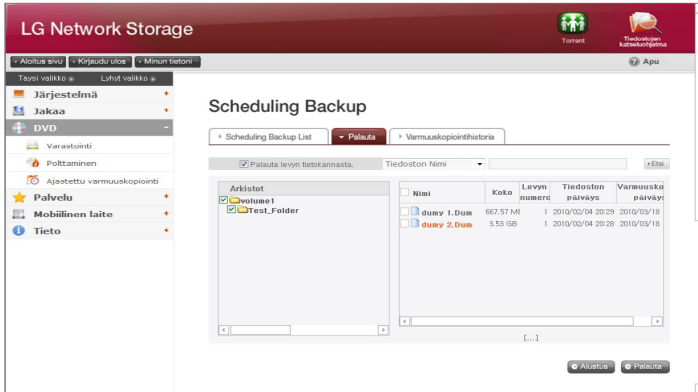 LG Network Storage
Torrent
Tiedostojen katseluohjelma
Aloitus sivu
Kirjaudu ulos
Minun tietoni
Apu
Täysi valikko
Lyhyt valikko
Järjestelmä +
Jakaa +
DVD -
Varastointi
Polttaminen
Ajastettu varmuuskopiointi
Palvelu +
Mobiilinen laite +
Tieto +
Scheduling Backup
Scheduling Backup List
Palauta
Varmuuskopiointihistoria
Palauta levyn tietokannasta.
Tiedoston Nimi
Etsi
Arkistot
volume1
Test_Folder
Nimi Koko Levyn numero Tiedoston päiväys Varmuusko päiväys
dumy 1.Dum 667.57 ME 1 2010/02/04 20:29 2010/03/18
dumy 2.Dum 3.53 GB 1 2010/02/04 20:28 2010/03/18
[...]
Alustus
Palauta